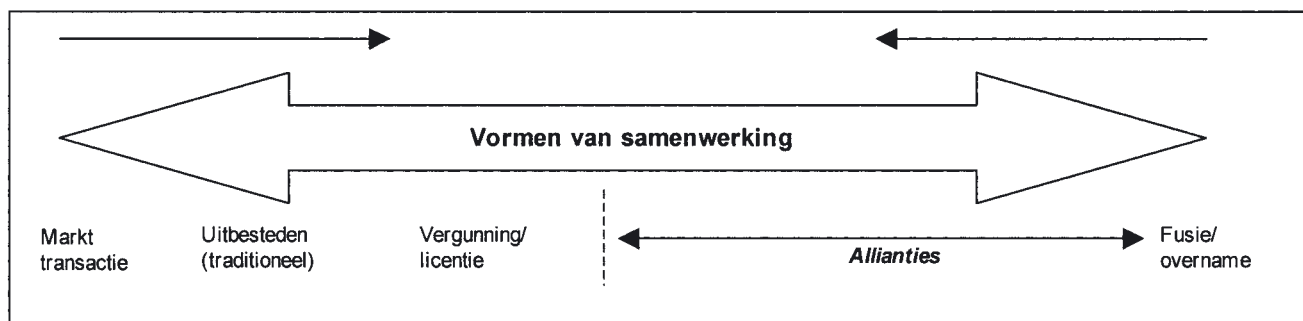 Vormen van samenwerking
Markt
transactie
Uitbesteden
(traditioneel)
Vergunning/
licentie
Allianties
Fusie/
overname